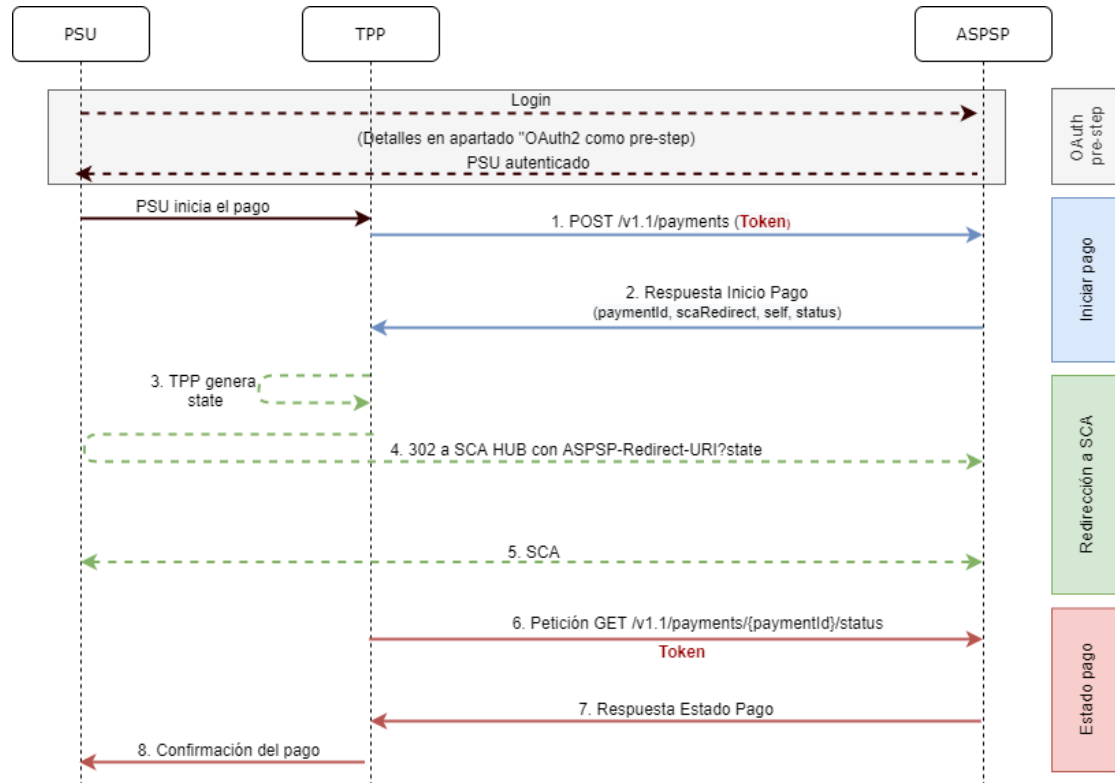 PSU
TPP
ASPSP
Login
(Detalles en apartado "OAuth2 como pre-step)
PSU autenticado
OAuth
pre-step
PSU inicia el pago
1. POST /v1.1/payments (Token)
2. Respuesta Inicio Pago
(paymentId, scaRedirect, self, status)
Iniciar pago
3. TPP genera
state
4. 302 a SCA HUB con ASPSP-Redirect-URI?state
5. SCA
Redirección a SCA
6. Petición GET /v1.1/payments/{paymentId}/status
Token
7. Respuesta Estado Pago
8. Confirmación del pago
Estado pago